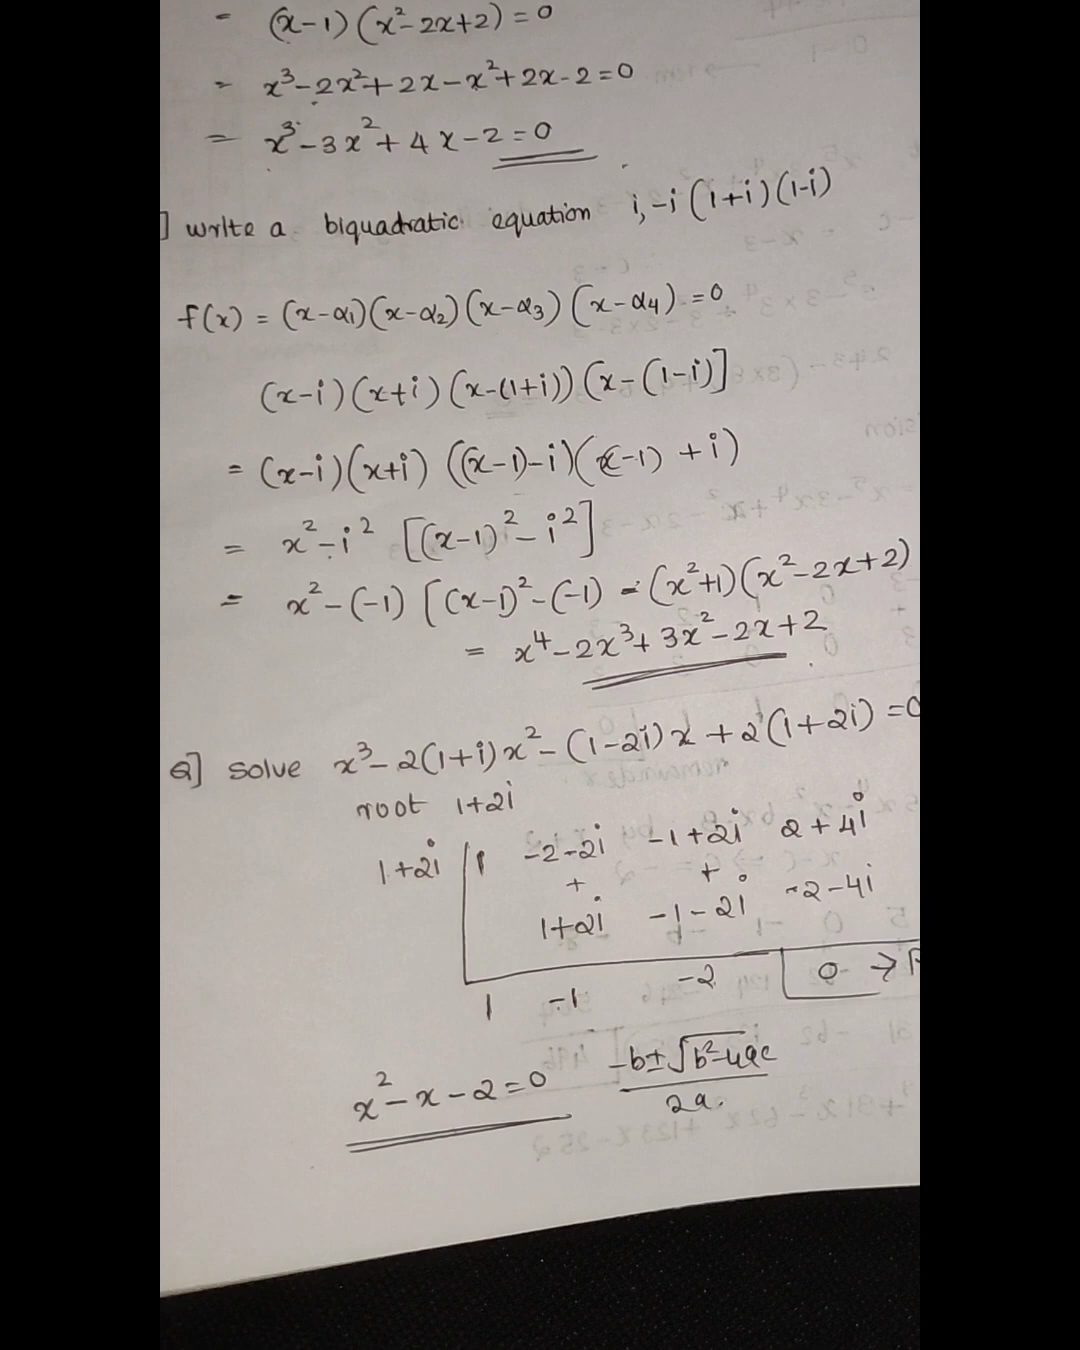 = (x-1)(x²-2x+2)=0
= x³-2x²+2x-x²+2x-2=0
= x³-3x²+4x-2=0
] write a biquadratic equation i,-i (1+i)(1-i)
f(x) = (x-α1)(x-α2)(x-α3)(x-α4)=0
(x-i)(x+i)(x-(1+i))(x-(1-i)]
= (x-i)(x+i) ((x-1)-i)(x-1) +i)
= x²-i² [(x-1)²-i²]
= x²-(-1) [(x-1)²-(-1) = (x²+1)(x²-2x+2)
= x⁴-2x³+3x²-2x+2
Q] solve x³-2(1+i)x²-(1-2i)x+2(1+2i)=0
root 1+2i
1+2i | 1 -2-2i -1+2i 2+4i
+ +
1+2i -1-2i -2-4i
1 -1 -2 0 →
x²-x-2=0 -b±√b²-4ac
2a.